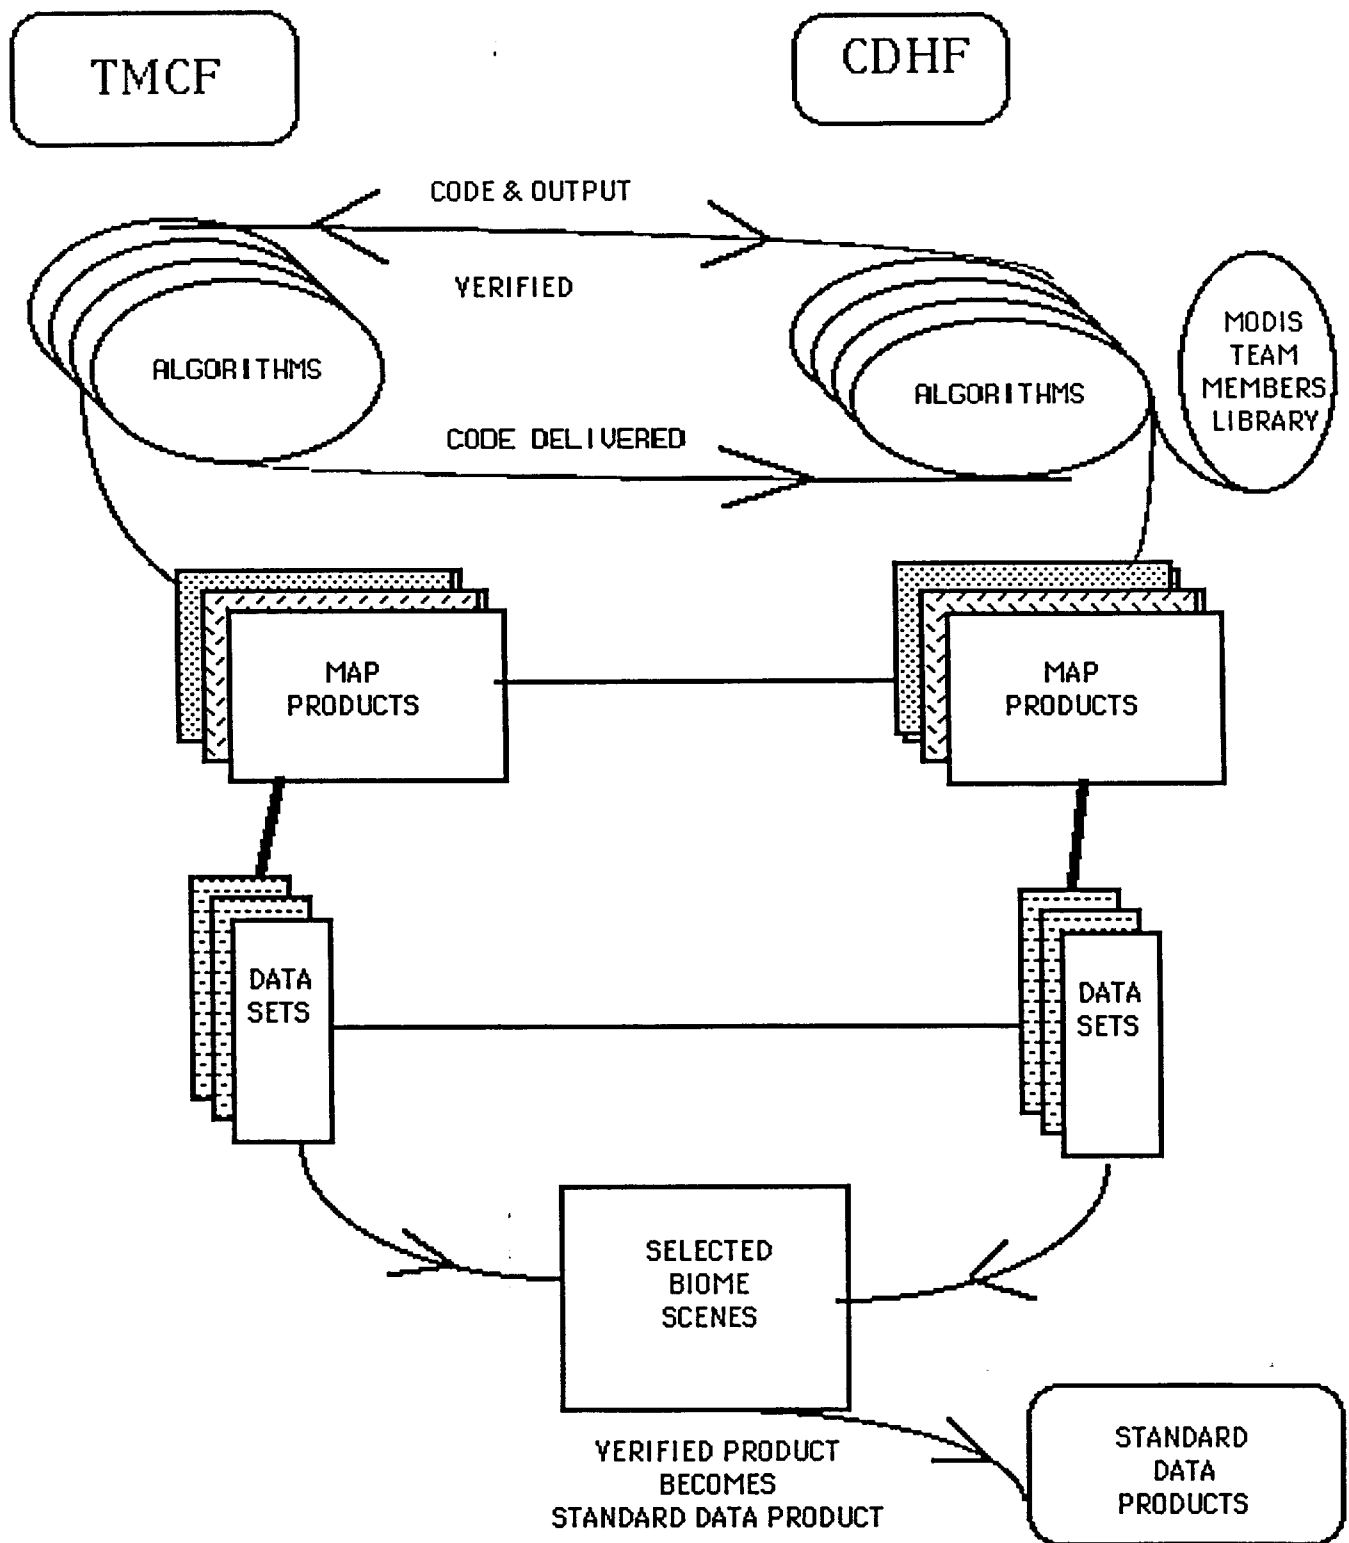 TMCF
CDHF
CODE & OUTPUT
VERIFIED
ALGORITHMS
ALGORITHMS
MODIS
TEAM
MEMBERS
LIBRARY
CODE DELIVERED
MAP
PRODUCTS
MAP
PRODUCTS
DATA
SETS
DATA
SETS
SELECTED
BIOME
SCENES
VERIFIED PRODUCT
BECOMES
STANDARD DATA PRODUCT
STANDARD
DATA
PRODUCTS